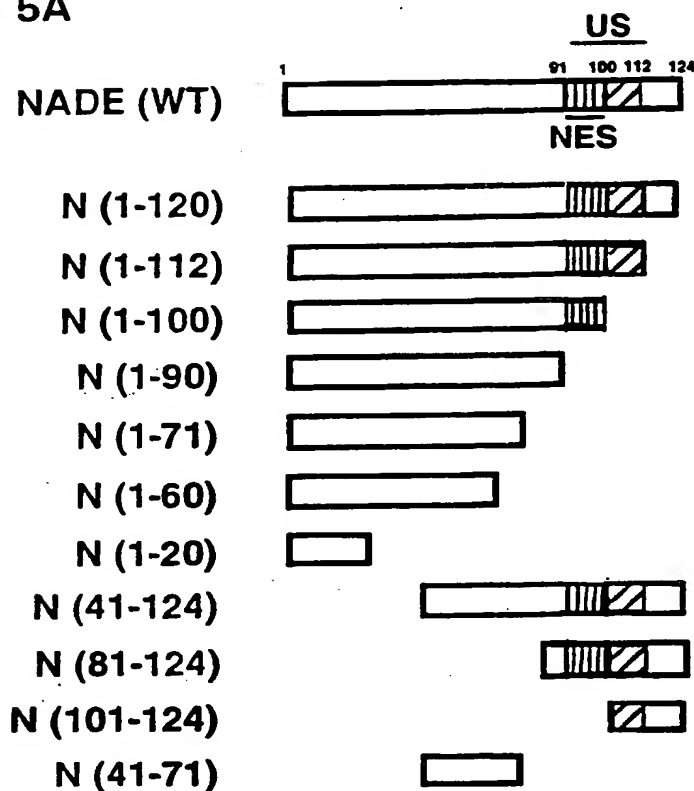 5A
US
1 91 100 112 124
NADE (WT)
NES
N (1-120)
N (1-112)
N (1-100)
N (1-90)
N (1-71)
N (1-60)
N (1-20)
N (41-124)
N (81-124)
N (101-124)
N (41-71)